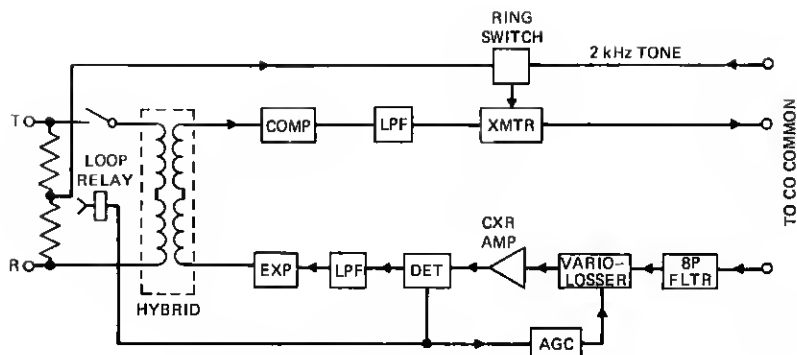 RING
SWITCH
2 kHz TONE
T
COMP
LPF
XMTR
LOOP
RELAY
TO CO COMMON
CXR
AMP
R
EXP
LPF
DET
VARIO-
LOSSER
8P
FLTR
HYBRID
AGC